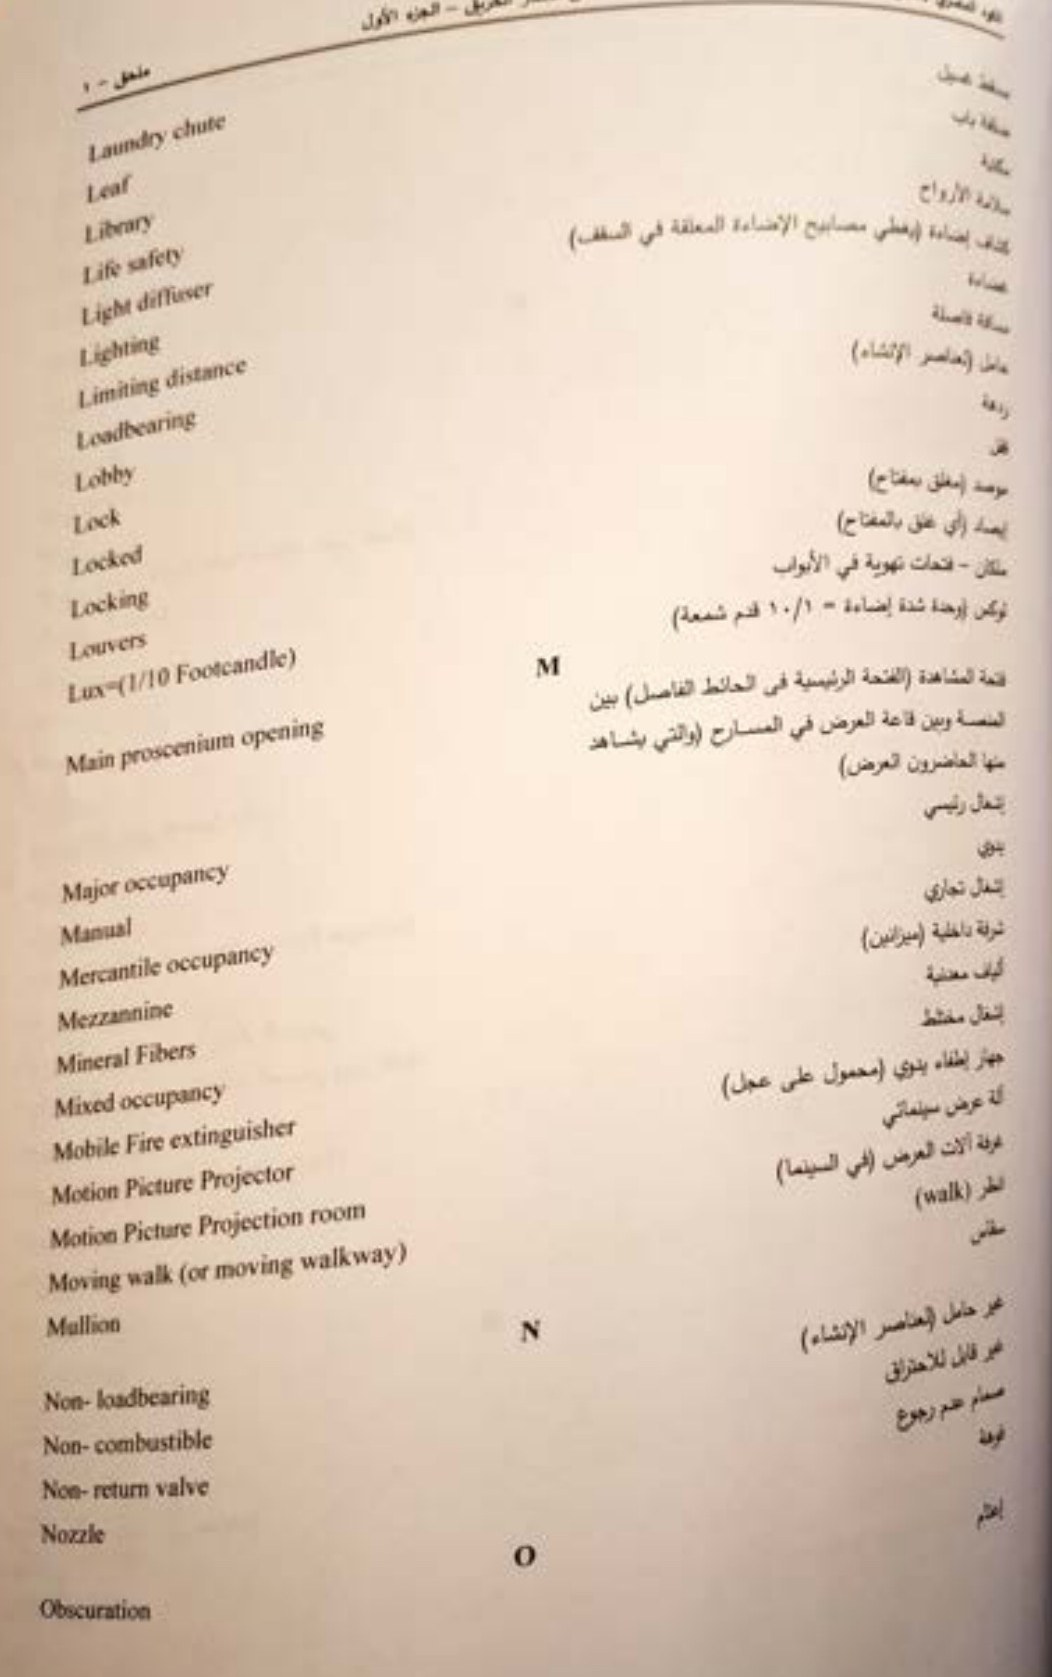 الجزء الأول
ملحق - ١
Laundry chute مسقط غسيل
Leaf ضلفة باب
Library مكتبة
Life safety سلامة الأرواح
Light diffuser إضاءة (يغطي مصابيح الإضاءة المعلقة في السقف)
Lighting
Limiting distance مسافة فاصلة
Loadbearing حامل (لعناصر الإنشاء)
Lobby ردهة
Lock قفل
Locked موصد (مغلق بمفتاح)
Locking إيصاد (أي غلق بالمفتاح)
Louvers - فتحات تهوية في الأبواب
Lux=(1/10 Footcandle) لوكس (وحدة شدة إضاءة = ١٠/١ قدم شمعة)
M
Main proscenium opening فتحة المشاهدة (الفتحة الرئيسية فى الحائط الفاصل) بين
المنصة وبين قاعة العرض في المسارح (والتي يشاهد
منها الحاضرون العرض)
Major occupancy إشغال رئيسي
Manual يدوي
Mercantile occupancy إشغال تجاري
Mezzannine شرفة داخلية (ميزانين)
Mineral Fibers ألياف معدنية
Mixed occupancy إشغال مختلط
Mobile Fire extinguisher جهاز إطفاء يدوي (محمول على عجل)
Motion Picture Projector آلة عرض سينمائي
Motion Picture Projection room غرفة آلات العرض (في السينما)
Moving walk (or moving walkway) انظر (walk)
Mullion
N
Non- loadbearing غير حامل (لعناصر الإنشاء)
Non- combustible غير قابل للاحتراق
Non- return valve صمام عدم رجوع
Nozzle فوهة
O
Obscuration إعتام